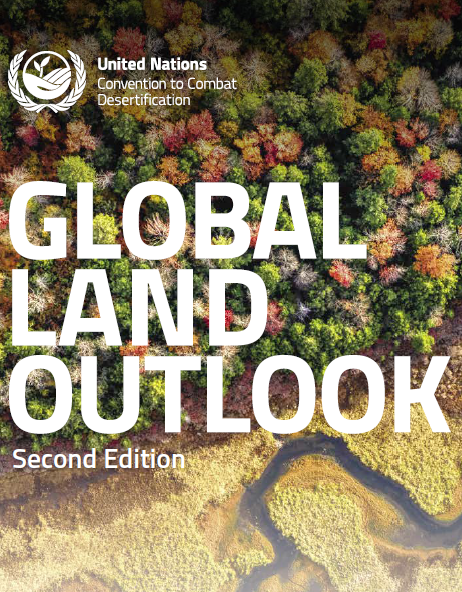 United Nations
Convention to Combat
Desertification
GLOBAL
LAND
OUTLOOK
Second Edition